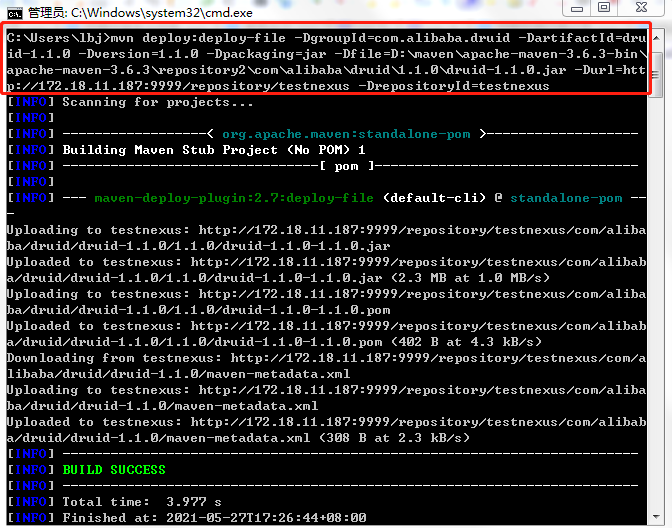 管理员: C:\Windows\system32\cmd.exe
C:\Users\lbj>mvn deploy:deploy-file -DgroupId=com.alibaba.druid -DartifactId=dru
id-1.1.0 -Dversion=1.1.0 -Dpackaging=jar -Dfile=D:\maven\apache-maven-3.6.3-bin\
apache-maven-3.6.3\repository2\com\alibaba\druid\1.1.0\druid-1.1.0.jar -Durl=htt
p://172.18.11.187:9999/repository/testnexus -DrepositoryId=testnexus
[INFO] Scanning for projects...
[INFO]
[INFO] ------------------< org.apache.maven:standalone-pom >-------------------
[INFO] Building Maven Stub Project (No POM) 1
[INFO] --------------------------------[ pom ]---------------------------------
[INFO]
[INFO] --- maven-deploy-plugin:2.7:deploy-file (default-cli) @ standalone-pom --
-
Uploading to testnexus: http://172.18.11.187:9999/repository/testnexus/com/aliba
ba/druid/druid-1.1.0/1.1.0/druid-1.1.0-1.1.0.jar
Uploaded to testnexus: http://172.18.11.187:9999/repository/testnexus/com/alibab
a/druid/druid-1.1.0/1.1.0/druid-1.1.0-1.1.0.jar (2.3 MB at 1.0 MB/s)
Uploading to testnexus: http://172.18.11.187:9999/repository/testnexus/com/aliba
ba/druid/druid-1.1.0/1.1.0/druid-1.1.0-1.1.0.pom
Uploaded to testnexus: http://172.18.11.187:9999/repository/testnexus/com/alibab
a/druid/druid-1.1.0/1.1.0/druid-1.1.0-1.1.0.pom (402 B at 4.3 kB/s)
Downloading from testnexus: http://172.18.11.187:9999/repository/testnexus/com/a
libaba/druid/druid-1.1.0/maven-metadata.xml
Uploading to testnexus: http://172.18.11.187:9999/repository/testnexus/com/aliba
ba/druid/druid-1.1.0/maven-metadata.xml
Uploaded to testnexus: http://172.18.11.187:9999/repository/testnexus/com/alibab
a/druid/druid-1.1.0/maven-metadata.xml (308 B at 2.3 kB/s)
[INFO] ------------------------------------------------------------------------
[INFO] BUILD SUCCESS
[INFO] ------------------------------------------------------------------------
[INFO] Total time:  3.977 s
[INFO] Finished at: 2021-05-27T17:26:44+08:00